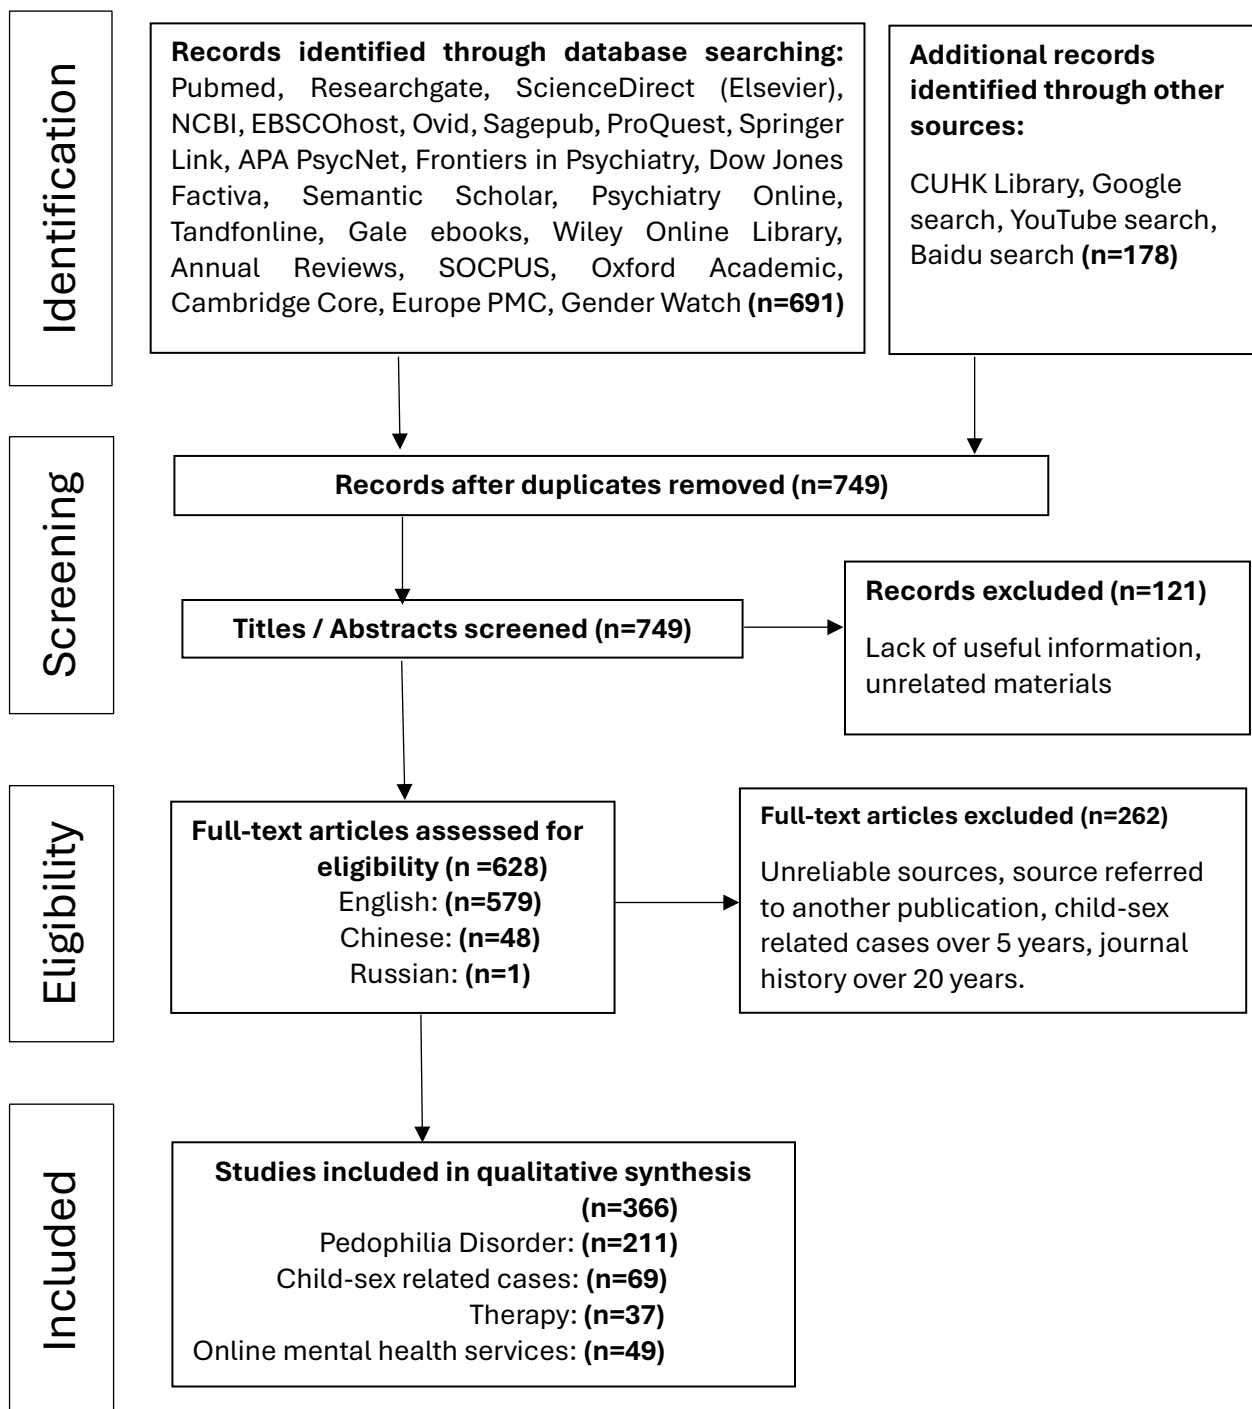 Identification
Records identified through database searching:
Pubmed, Researchgate, ScienceDirect (Elsevier),
NCBI, EBSCOhost, Ovid, Sagepub, ProQuest, Springer
Link, APA PsycNet, Frontiers in Psychiatry, Dow Jones
Factiva, Semantic Scholar, Psychiatry Online,
Tandfonline, Gale ebooks, Wiley Online Library,
Annual Reviews, SOCPUS, Oxford Academic,
Cambridge Core, Europe PMC, Gender Watch (n=691)
Additional records
identified through other
sources:
CUHK Library, Google
search, YouTube search,
Baidu search (n=178)
Screening
Records after duplicates removed (n=749)
Titles / Abstracts screened (n=749)
Records excluded (n=121)
Lack of useful information,
unrelated materials
Eligibility
Full-text articles assessed for
eligibility (n =628)
English: (n=579)
Chinese: (n=48)
Russian: (n=1)
Full-text articles excluded (n=262)
Unreliable sources, source referred
to another publication, child-sex
related cases over 5 years, journal
history over 20 years.
Included
Studies included in qualitative synthesis
(n=366)
Pedophilia Disorder: (n=211)
Child-sex related cases: (n=69)
Therapy: (n=37)
Online mental health services: (n=49)